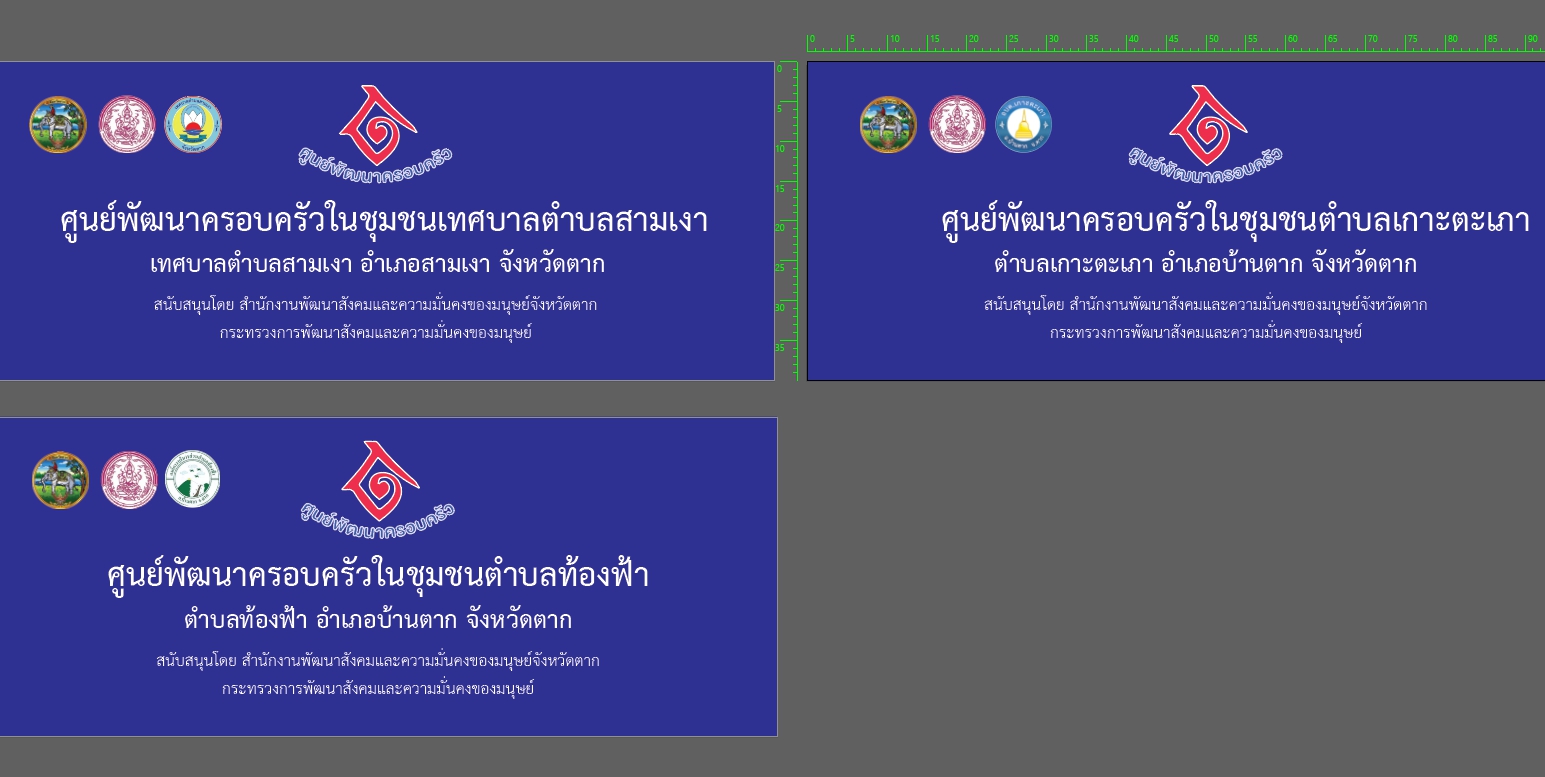 0 5 10 15 20 25 30 35 40 45 50 55 60 65 70 75 80 85 90
0
5
10
15
20
25
30
35
ศูนย์พัฒนาครอบครัว
ศูนย์พัฒนาครอบครัวในชุมชนเทศบาลตำบลสามเงา
เทศบาลตำบลสามเงา อำเภอสามเงา จังหวัดตาก
สนับสนุนโดย สำนักงานพัฒนาสังคมและความมั่นคงของมนุษย์จังหวัดตาก
กระทรวงการพัฒนาสังคมและความมั่นคงของมนุษย์
ศูนย์พัฒนาครอบครัว
ศูนย์พัฒนาครอบครัวในชุมชนตำบลเกาะตะเภา
ตำบลเกาะตะเภา อำเภอบ้านตาก จังหวัดตาก
สนับสนุนโดย สำนักงานพัฒนาสังคมและความมั่นคงของมนุษย์จังหวัดตาก
กระทรวงการพัฒนาสังคมและความมั่นคงของมนุษย์
ศูนย์พัฒนาครอบครัว
ศูนย์พัฒนาครอบครัวในชุมชนตำบลท้องฟ้า
ตำบลท้องฟ้า อำเภอบ้านตาก จังหวัดตาก
สนับสนุนโดย สำนักงานพัฒนาสังคมและความมั่นคงของมนุษย์จังหวัดตาก
กระทรวงการพัฒนาสังคมและความมั่นคงของมนุษย์